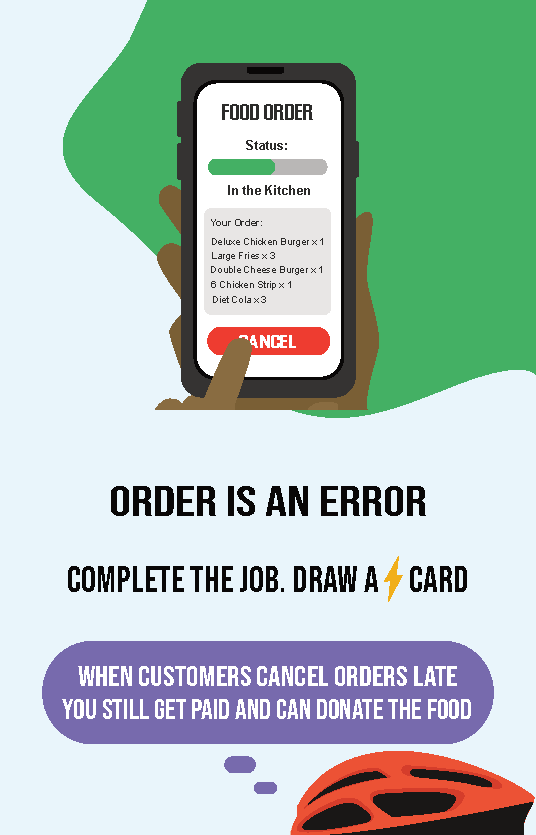 FOOD ORDER
Status:
In the Kitchen
Your Order:
Deluxe Chicken Burger x 1
Large Fries x 3
Double Cheese Burger x 1
6 Chicken Strip x 1
Diet Cola x 3
CANCEL
ORDER IS AN ERROR
COMPLETE THE JOB. DRAW A ⚡ CARD
WHEN CUSTOMERS CANCEL ORDERS LATE
YOU STILL GET PAID AND CAN DONATE THE FOOD